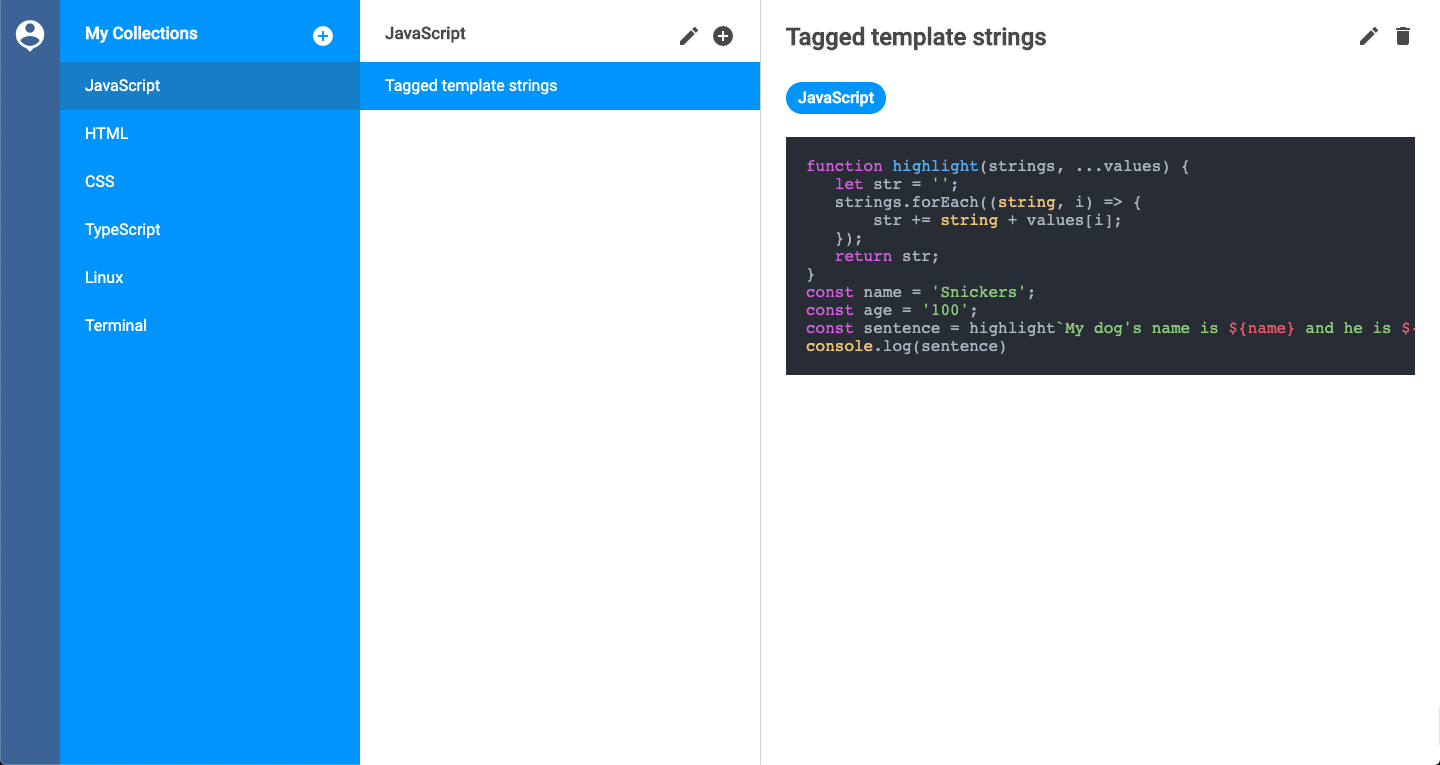 My Collections
JavaScript
HTML
CSS
TypeScript
Linux
Terminal
JavaScript
Tagged template strings
Tagged template strings
JavaScript
function highlight(strings, ...values) {
   let str = '';
   strings.forEach((string, i) => {
       str += string + values[i];
   });
   return str;
}
const name = 'Snickers';
const age = '100';
const sentence = highlight`My dog's name is ${name} and he is $
console.log(sentence)